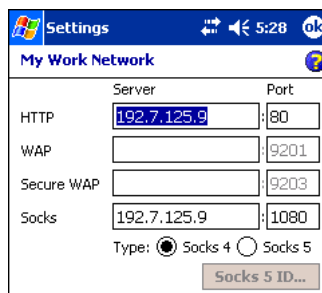 Settings 5:28 ok
My Work Network ?
Server Port
HTTP 192.7.125.9 : 80
WAP : 9201
Secure WAP : 9203
Socks 192.7.125.9 : 1080
Type: Socks 4 Socks 5
Socks 5 ID...